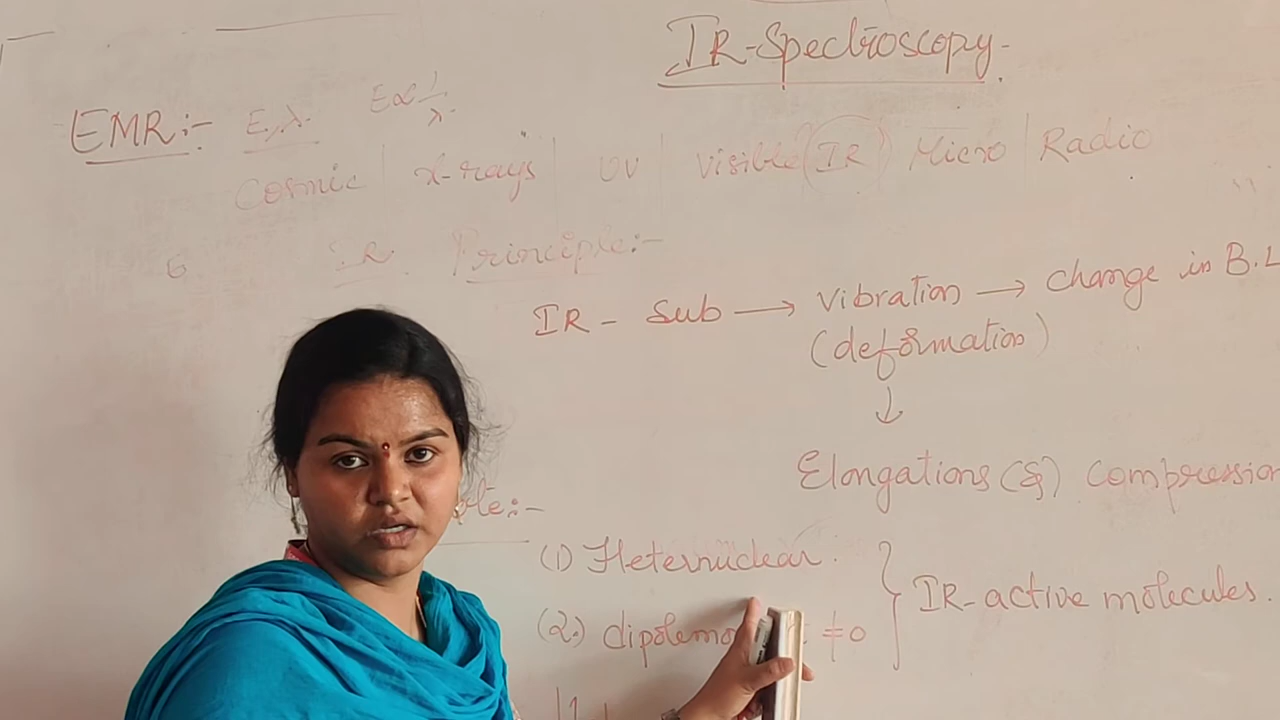 IR-Spectroscopy.
EMR:- E, λ. E∝1/λ.
Cosmic | x-rays | UV | Visible (IR) Micro | Radio
IR Principle:-
IR - Sub → Vibration → Change in B.L
(deformation)
↓
Elongations (&) Compression
(1) Heternuclear.
(2.) dipolemo ≠0 } IR-active molecules.